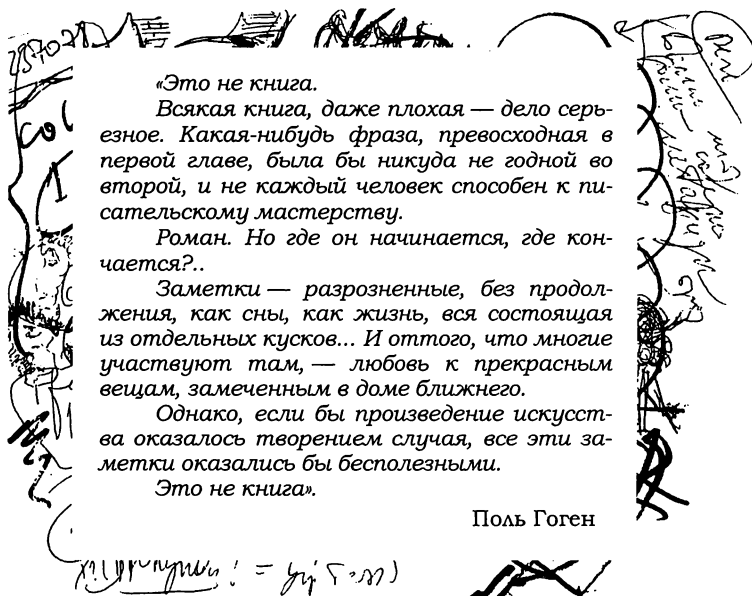 «Это не книга.
Всякая книга, даже плохая — дело серь-
езное. Какая-нибудь фраза, превосходная в
первой главе, была бы никуда не годной во
второй, и не каждый человек способен к пи-
сательскому мастерству.
Роман. Но где он начинается, где кон-
чается?..
Заметки — разрозненные, без продол-
жения, как сны, как жизнь, вся состоящая
из отдельных кусков... И оттого, что многие
участвуют там, — любовь к прекрасным
вещам, замеченным в доме ближнего.
Однако, если бы произведение искусст-
ва оказалось творением случая, все эти за-
метки оказались бы бесполезными.
Это не книга».
Поль Гоген